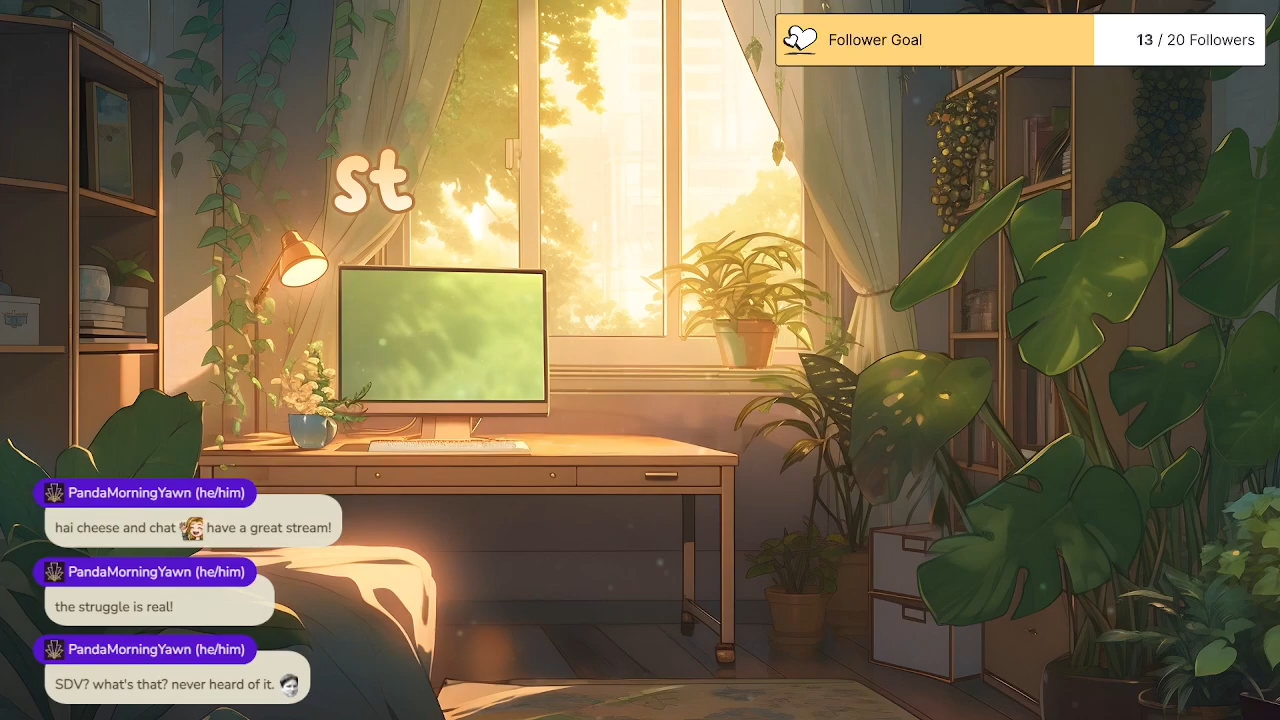 Follower Goal 13 / 20 Followers
st
PandaMorningYawn (he/him)
hai cheese and chat have a great stream!
PandaMorningYawn (he/him)
the struggle is real!
PandaMorningYawn (he/him)
SDV? what's that? never heard of it.